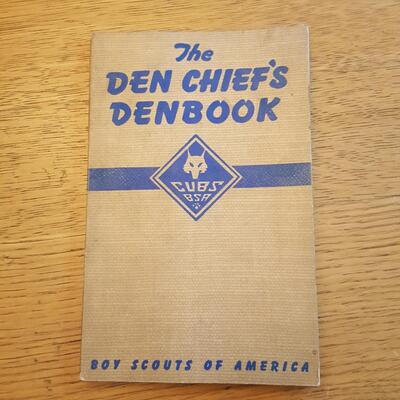 The
DEN CHIEF'S
DENBOOK
CUBS
BSA
BOY SCOUTS OF AMERICA